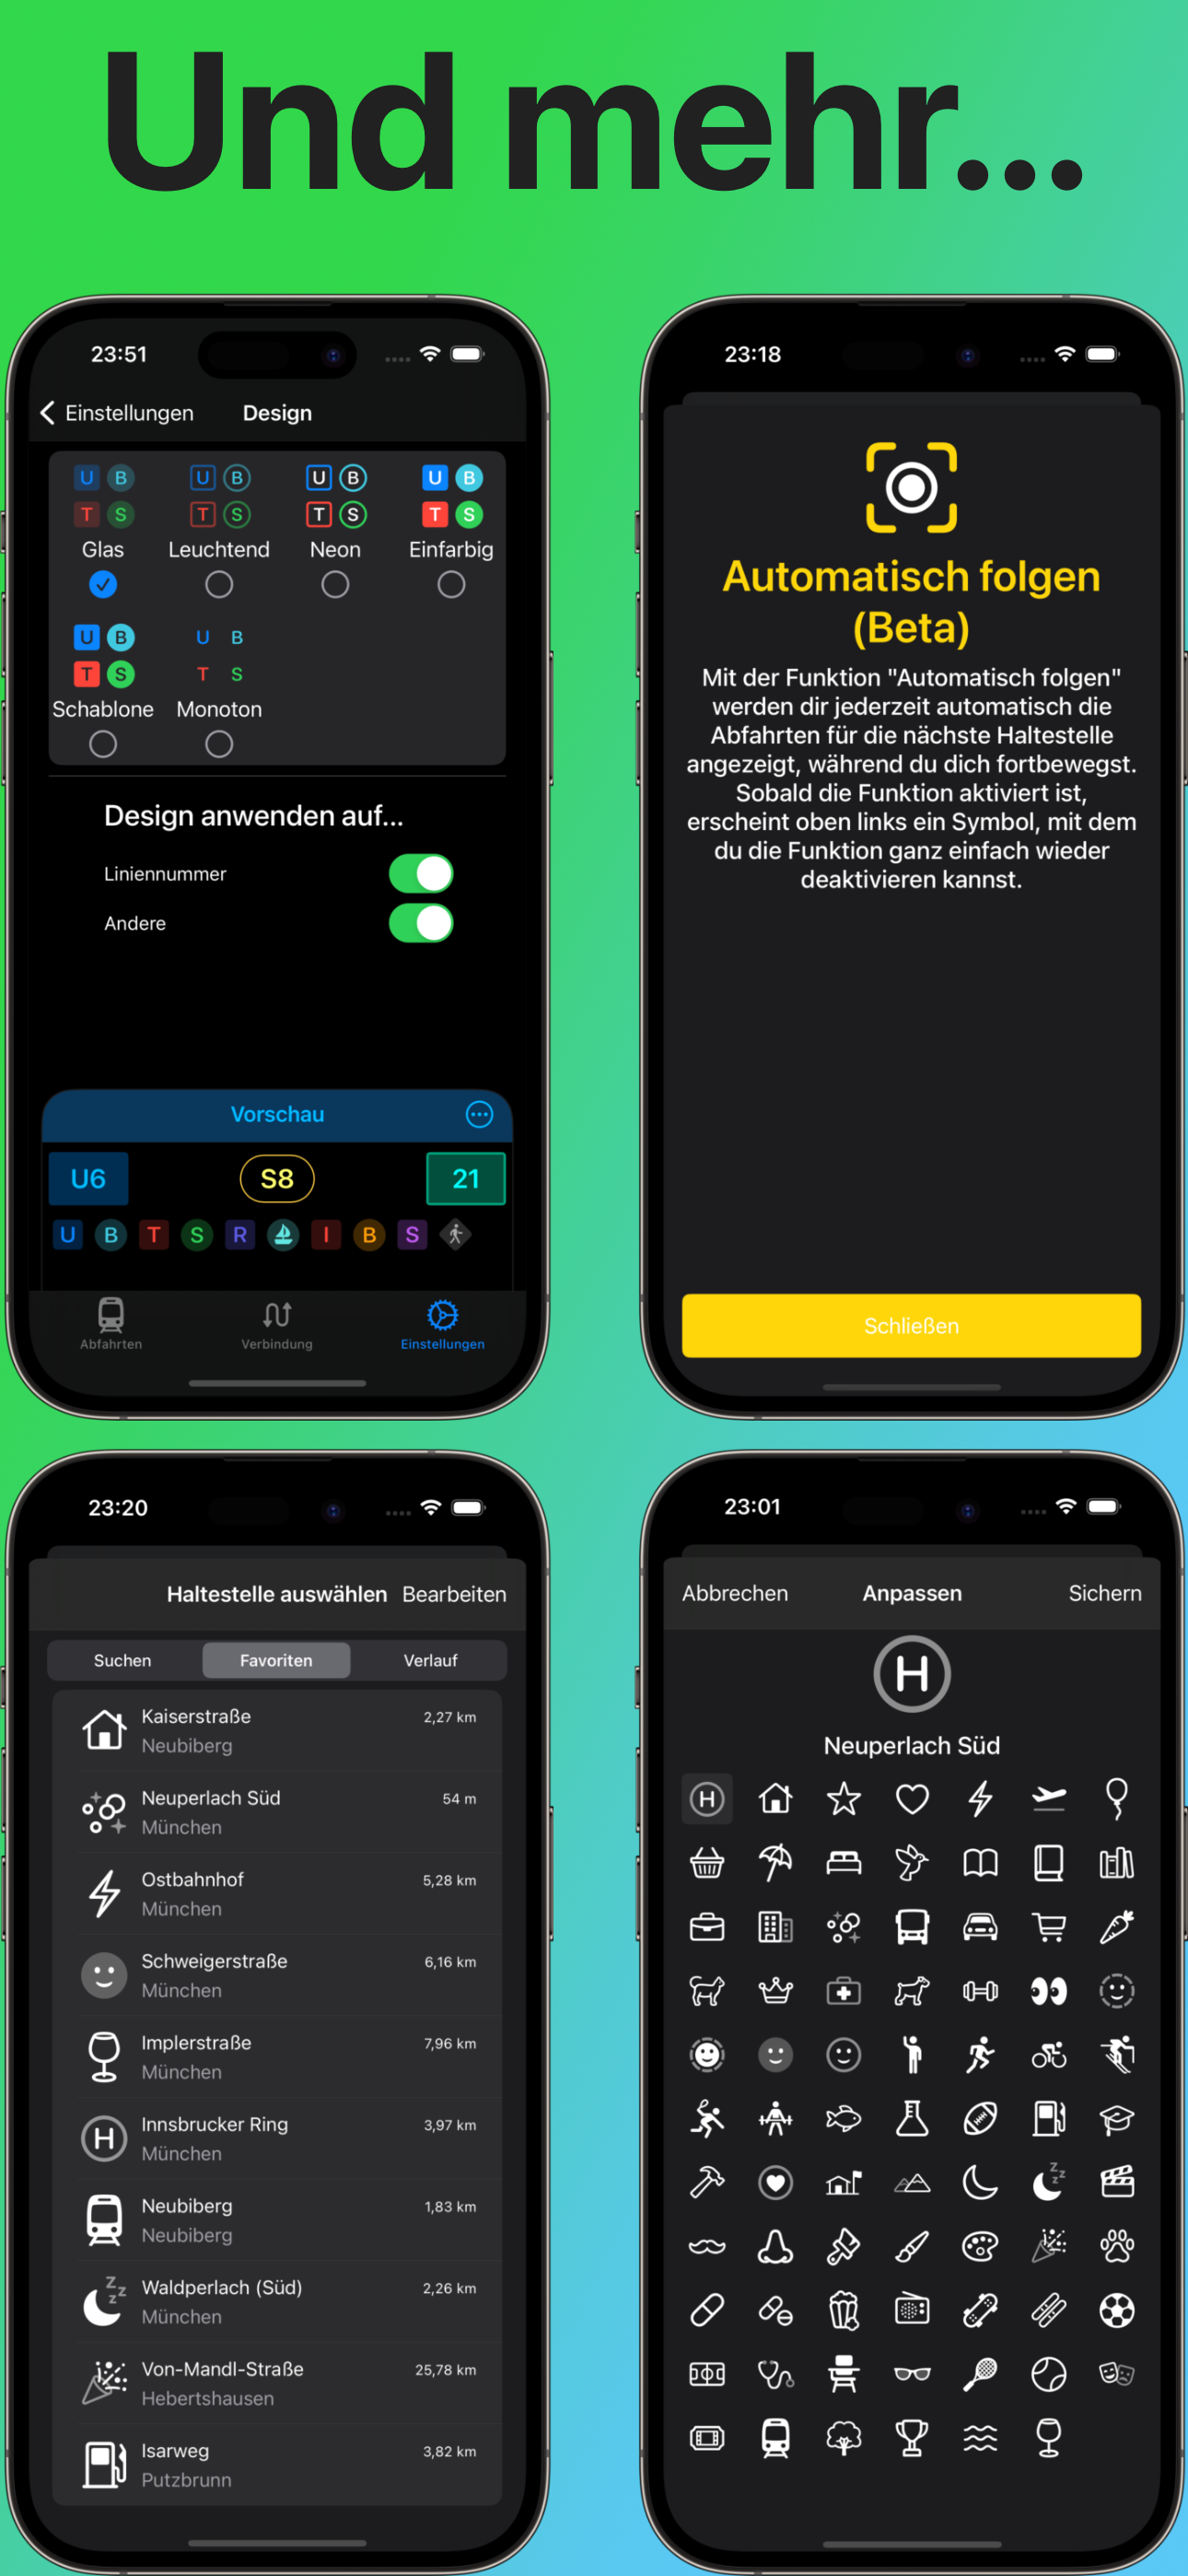 Und mehr...
23:51
Einstellungen Design
U B U B U B U B
T S T S T S T S
Glas Leuchtend Neon Einfarbig
U B U B
T S T S
Schablone Monoton
Design anwenden auf...
Liniennummer
Andere
Vorschau
U6 S8 21
U B T S R I B S
Abfahrten Verbindung Einstellungen
23:18
Automatisch folgen
(Beta)
Mit der Funktion "Automatisch folgen"
werden dir jederzeit automatisch die
Abfahrten für die nächste Haltestelle
angezeigt, während du dich fortbewegst.
Sobald die Funktion aktiviert ist,
erscheint oben links ein Symbol, mit dem
du die Funktion ganz einfach wieder
deaktivieren kannst.
Schließen
23:20
Haltestelle auswählen Bearbeiten
Suchen Favoriten Verlauf
Kaiserstraße 2,27 km
Neubiberg
Neuperlach Süd 54 m
München
Ostbahnhof 5,28 km
München
Schweigerstraße 6,16 km
München
Implerstraße 7,96 km
München
H
Innsbrucker Ring 3,97 km
München
Neubiberg 1,83 km
Neubiberg
Waldperlach (Süd) 2,26 km
München
Von-Mandl-Straße 25,78 km
Hebertshausen
Isarweg 3,82 km
Putzbrunn
23:01
Abbrechen Anpassen Sichern
H
Neuperlach Süd
H